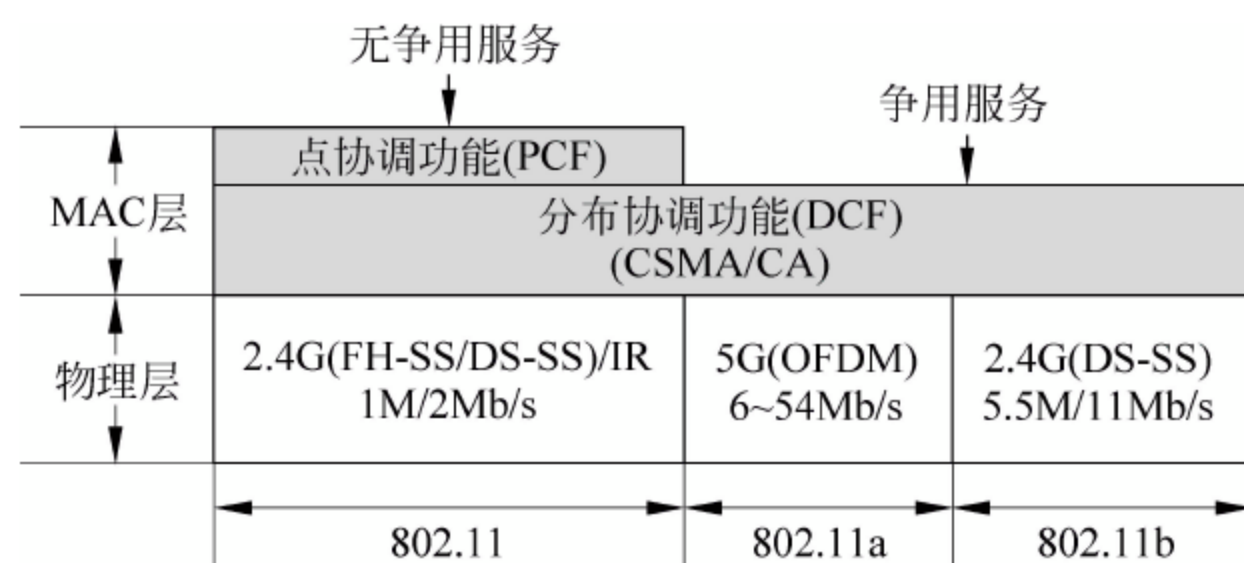 无争用服务
争用服务
点协调功能(PCF)
MAC层
分布协调功能(DCF)
(CSMA/CA)
物理层
2.4G(FH-SS/DS-SS)/IR
1M/2Mb/s
5G(OFDM)
6~54Mb/s
2.4G(DS-SS)
5.5M/11Mb/s
802.11
802.11a
802.11b